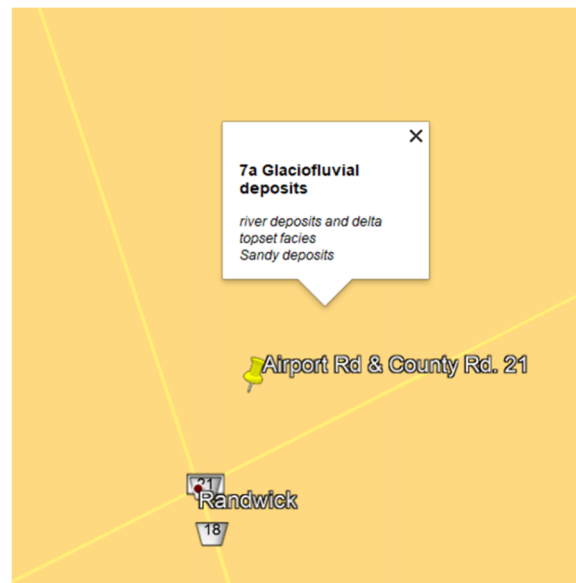 7a Glaciofluvial
deposits
river deposits and delta
topset facies
Sandy deposits
Airport Rd & County Rd. 21
21
Randwick
18